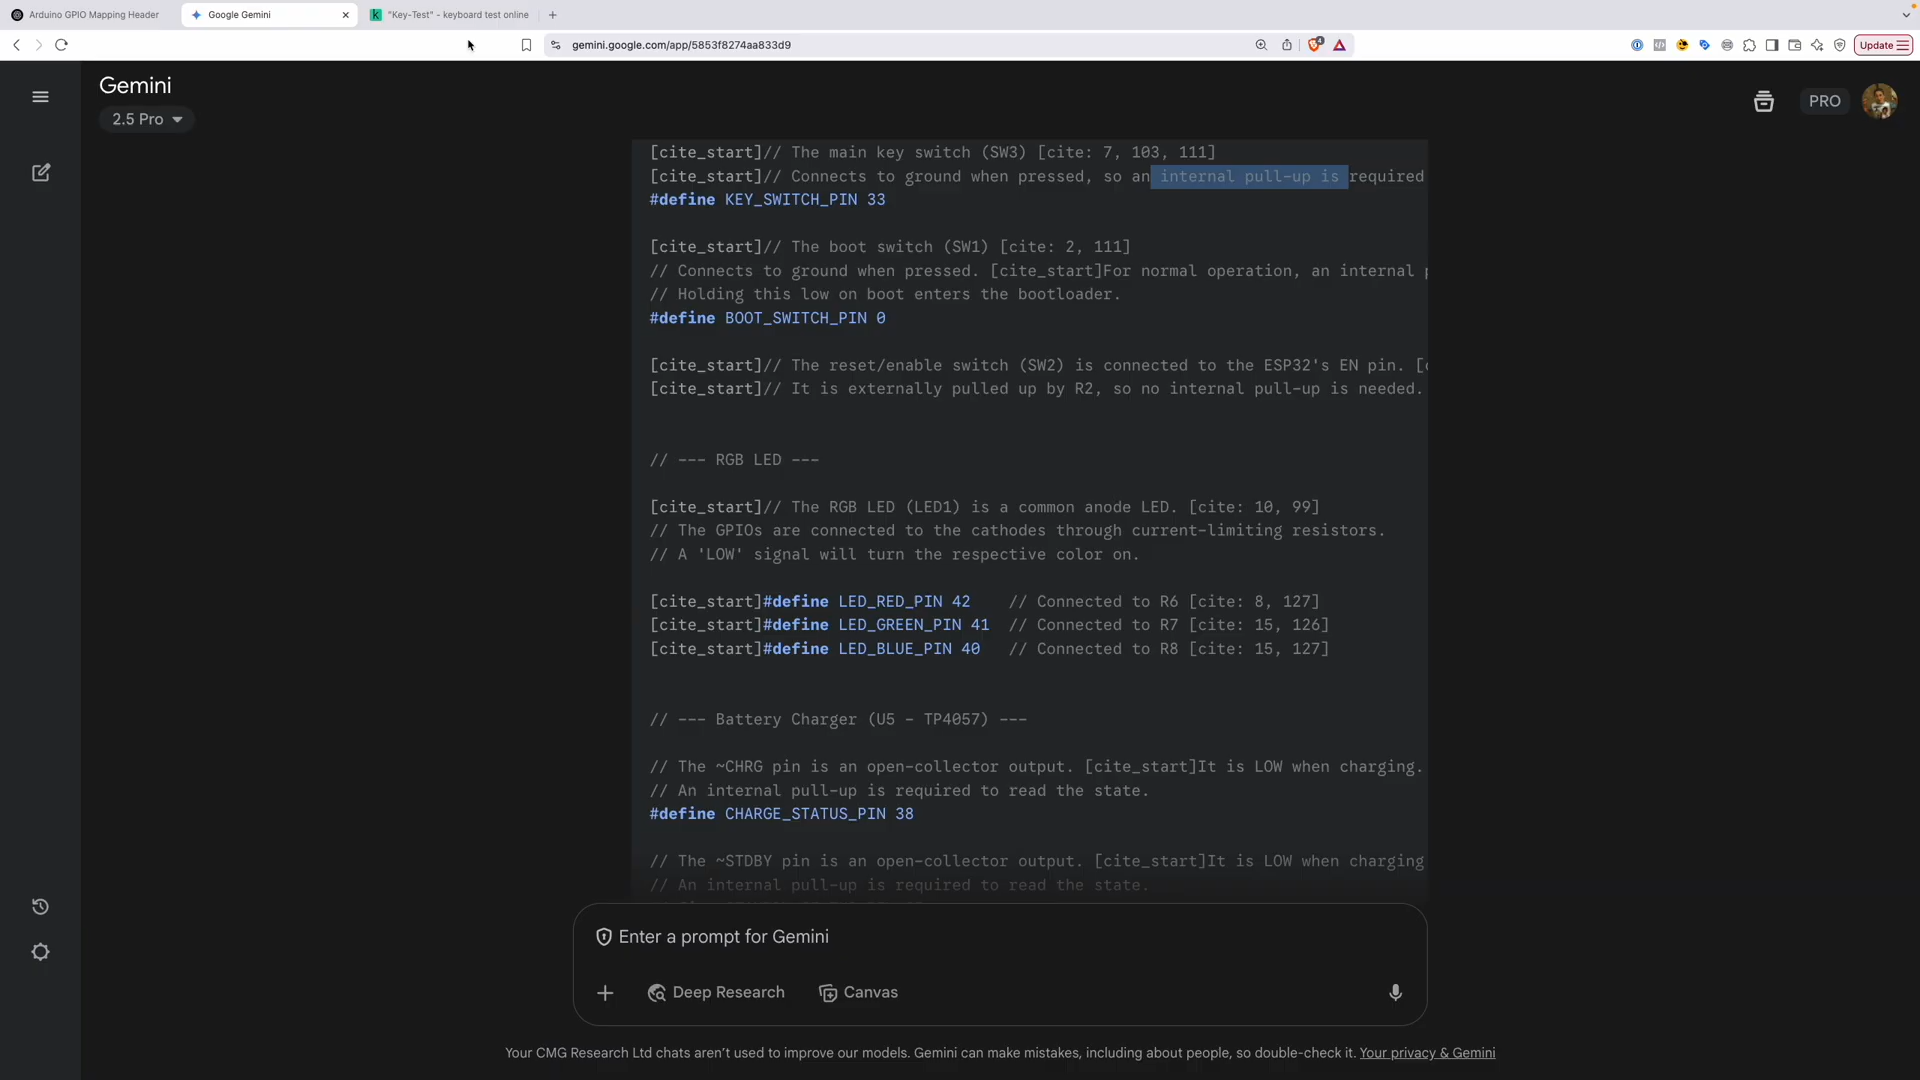 Arduino GPIO Mapping Header
Google Gemini
"Key-Test" - keyboard test online
gemini.google.com/app/5853f8274aa833d9
4
Update
Gemini
2.5 Pro
PRO
[cite_start]// The main key switch (SW3) [cite: 7, 103, 111]
[cite_start]// Connects to ground when pressed, so an internal pull-up is required
#define KEY_SWITCH_PIN 33
[cite_start]// The boot switch (SW1) [cite: 2, 111]
// Connects to ground when pressed. [cite_start]For normal operation, an internal
// Holding this low on boot enters the bootloader.
#define BOOT_SWITCH_PIN 0
[cite_start]// The reset/enable switch (SW2) is connected to the ESP32's EN pin.
[cite_start]// It is externally pulled up by R2, so no internal pull-up is needed.
// --- RGB LED ---
[cite_start]// The RGB LED (LED1) is a common anode LED. [cite: 10, 99]
// The GPIOs are connected to the cathodes through current-limiting resistors.
// A 'LOW' signal will turn the respective color on.
[cite_start]#define LED_RED_PIN 42 // Connected to R6 [cite: 8, 127]
[cite_start]#define LED_GREEN_PIN 41 // Connected to R7 [cite: 15, 126]
[cite_start]#define LED_BLUE_PIN 40 // Connected to R8 [cite: 15, 127]
// --- Battery Charger (U5 - TP4057) ---
// The ~CHRG pin is an open-collector output. [cite_start]It is LOW when charging.
// An internal pull-up is required to read the state.
#define CHARGE_STATUS_PIN 38
// The ~STDBY pin is an open-collector output. [cite_start]It is LOW when charging
// An internal pull-up is required to read the state.
Enter a prompt for Gemini
Deep Research
Canvas
Your CMG Research Ltd chats aren't used to improve our models. Gemini can make mistakes, including about people, so double-check it. Your privacy & Gemini